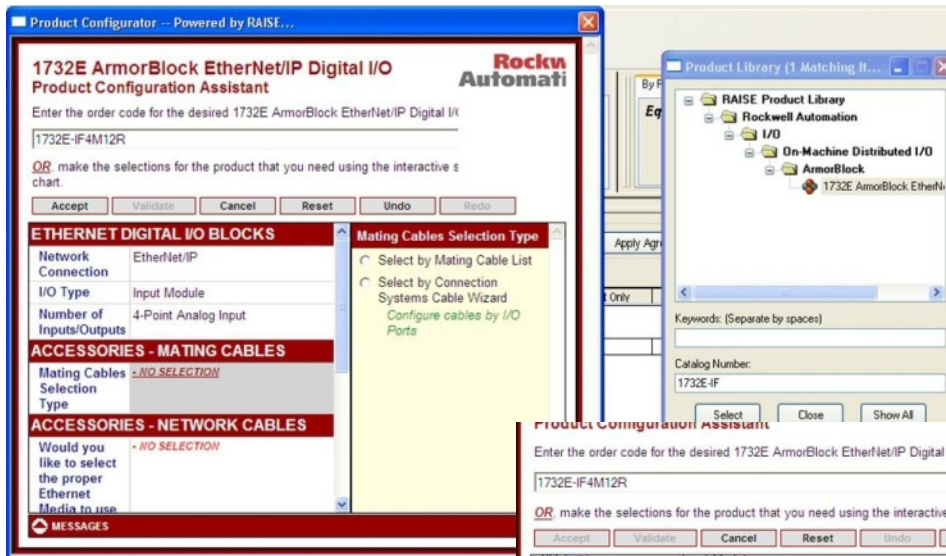 Product Configurator -- Powered by RAISE...
1732E ArmorBlock EtherNet/IP Digital I/O
Product Configuration Assistant
Rockw
Automati
Enter the order code for the desired 1732E ArmorBlock EtherNet/IP Digital I/(
1732E-IF4M12R
OR, make the selections for the product that you need using the interactive s
chart.
Accept Validate Cancel Reset Undo Redo
ETHERNET DIGITAL I/O BLOCKS
Network
Connection
EtherNet/IP
I/O Type
Input Module
Number of
Inputs/Outputs
4-Point Analog Input
ACCESSORIES - MATING CABLES
Mating Cables
Selection
Type
- NO SELECTION
ACCESSORIES - NETWORK CABLES
Would you
like to select
the proper
Ethernet
Media to use
- NO SELECTION
MESSAGES
Mating Cables Selection Type
Select by Mating Cable List
Select by Connection
Systems Cable Wizard
Configure cables by I/O
Ports
By F
Eq
Apply Agr
t Only
Product Library (1 Matching It...
RAISE Product Library
Rockwell Automation
I/O
On-Machine Distributed I/O
ArmorBlock
1732E ArmorBlock EtherN
Keywords: (Separate by spaces)
Catalog Number:
1732E-IF
Select Close Show All
Product Configuration Assistant
Enter the order code for the desired 1732E ArmorBlock EtherNet/IP Digital
1732E-IF4M12R
OR, make the selections for the product that you need using the interactive
Accept Validate Cancel Reset Undo